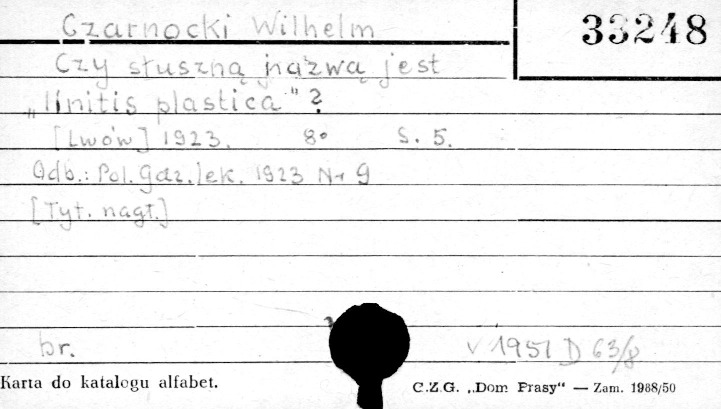 Czarnocki Wilhelm
33248
Czy słuszną nazwą jest
„linitis plastica" ?
[Lwów] 1923. 8° S. 5.
Odb.: Pol. gaz. lek. 1923 Nr 9
[Tyt. nagł.]
br.
V 1951 D 63/8
Karta do katalogu alfabet.
C.Z.G. „Dom Prasy" — Zam. 1988/50